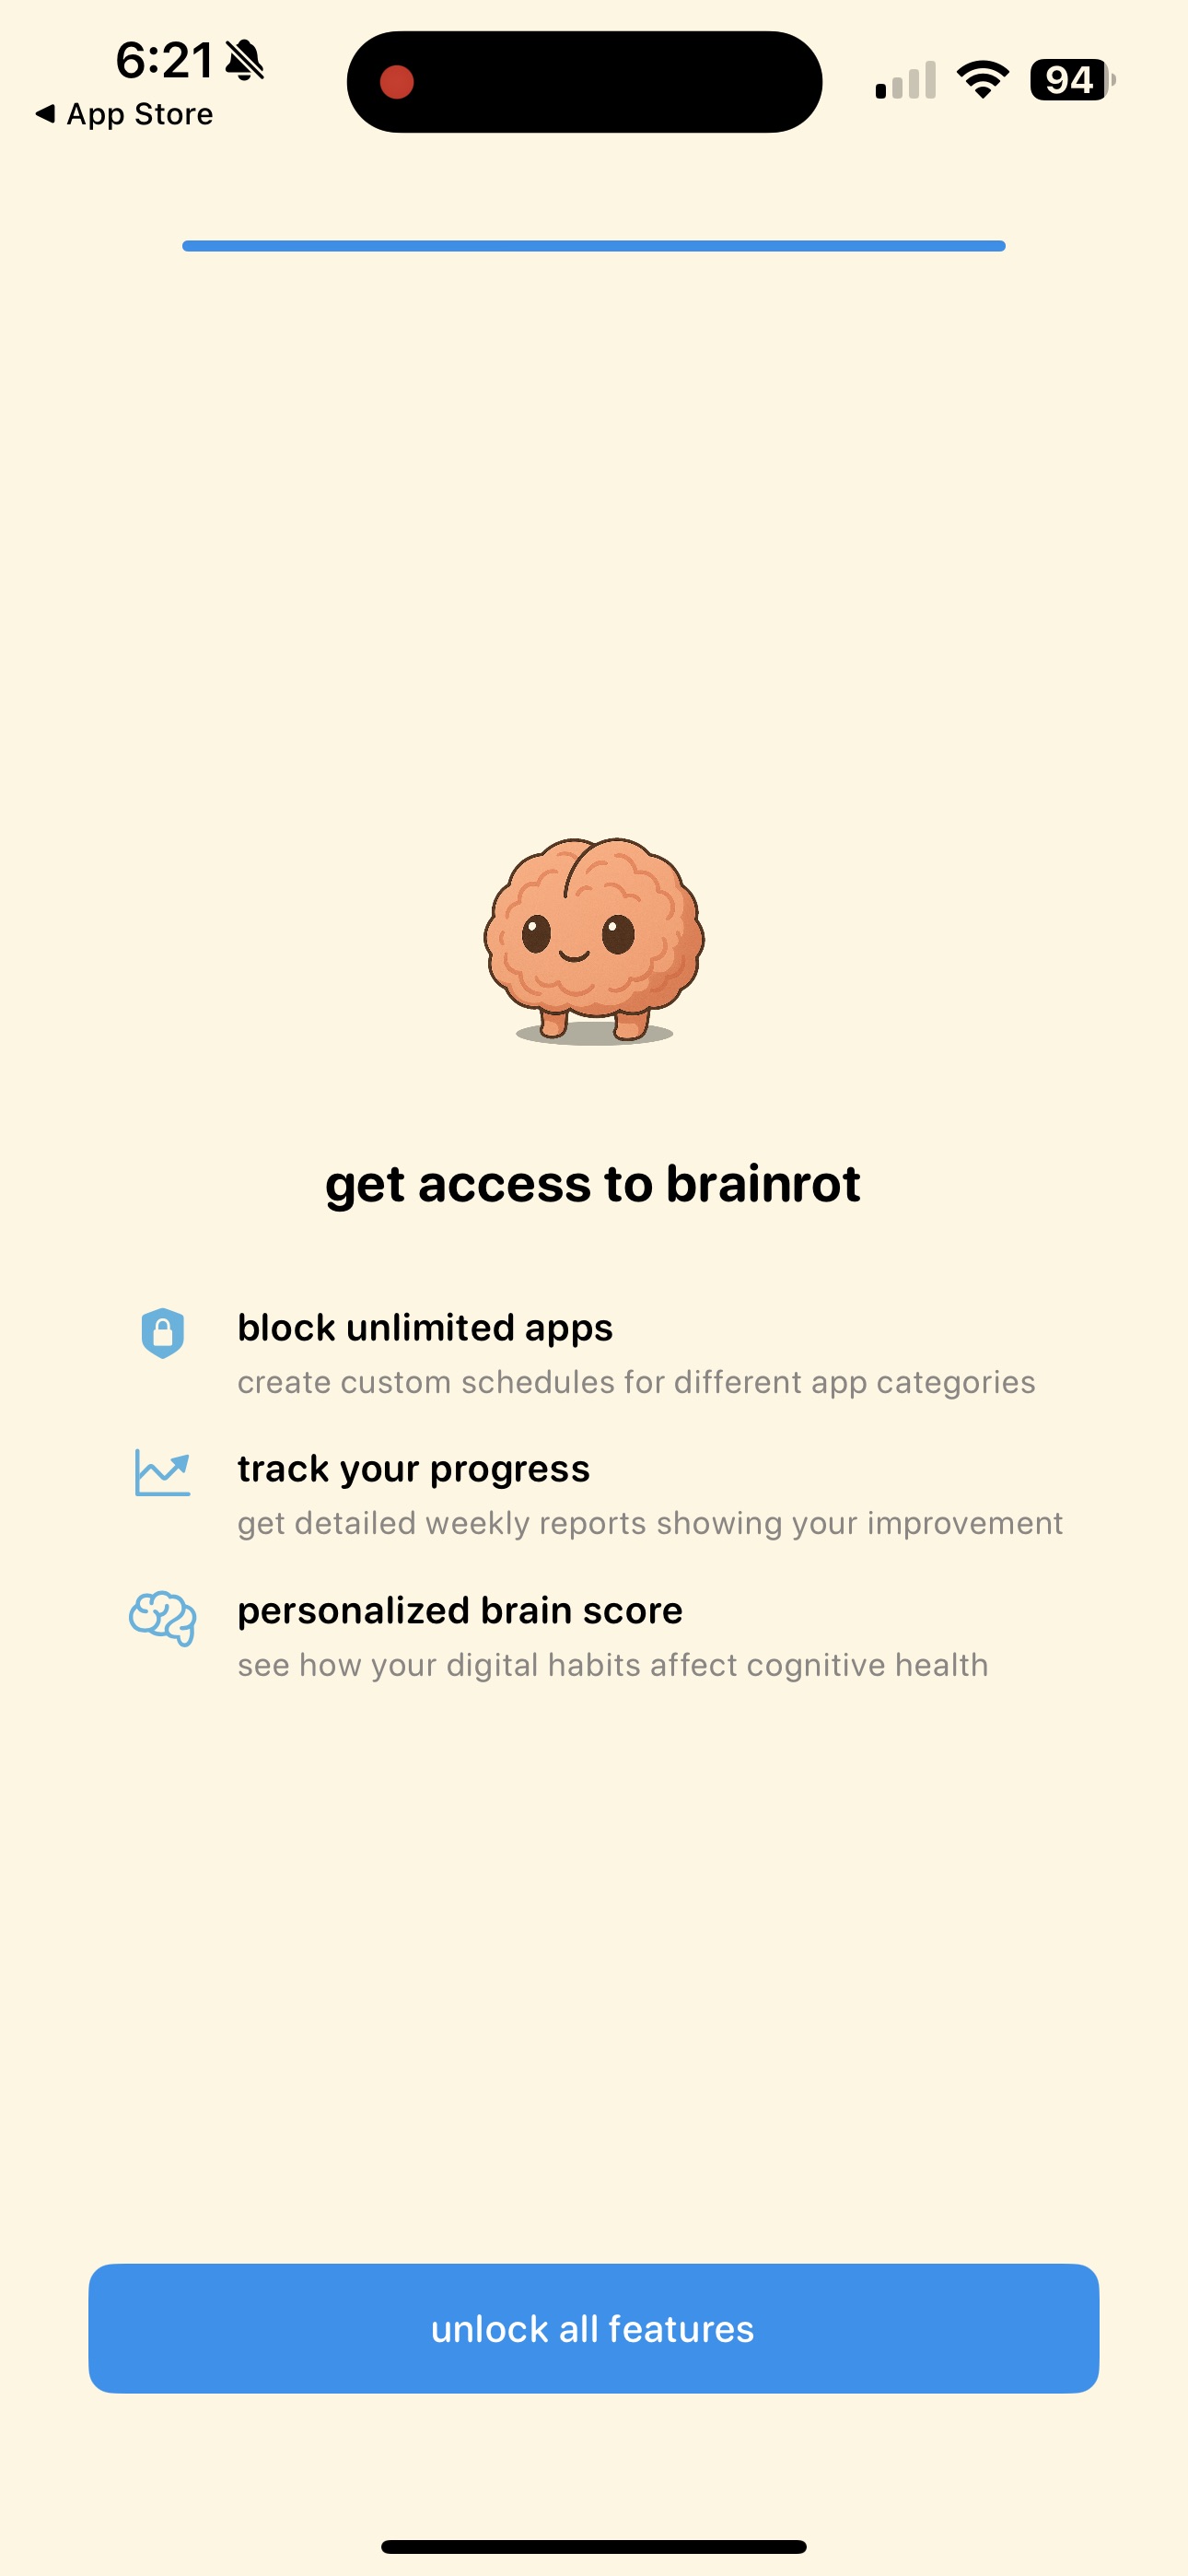 6:21
94
App Store
get access to brainrot
block unlimited apps
create custom schedules for different app categories
track your progress
get detailed weekly reports showing your improvement
personalized brain score
see how your digital habits affect cognitive health
unlock all features